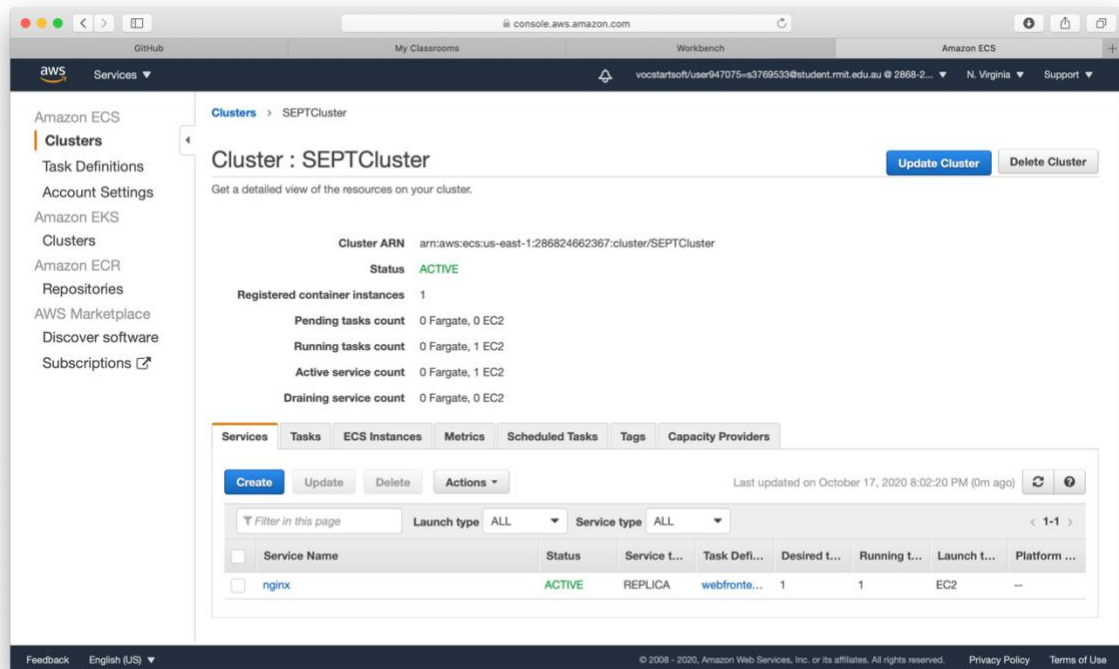 console.aws.amazon.com
GitHub
My Classrooms
Workbench
Amazon ECS
aws
Services
vocstartsoft/user947075=s3769533@student.rmit.edu.au @ 2868-2...
N. Virginia
Support
Amazon ECS
Clusters
Task Definitions
Account Settings
Amazon EKS
Clusters
Amazon ECR
Repositories
AWS Marketplace
Discover software
Subscriptions
Clusters > SEPTCluster
Cluster : SEPTCluster
Update Cluster
Delete Cluster
Get a detailed view of the resources on your cluster.
Cluster ARN arn:aws:ecs:us-east-1:286824662367:cluster/SEPTCluster
Status ACTIVE
Registered container instances 1
Pending tasks count 0 Fargate, 0 EC2
Running tasks count 0 Fargate, 1 EC2
Active service count 0 Fargate, 1 EC2
Draining service count 0 Fargate, 0 EC2
Services Tasks ECS Instances Metrics Scheduled Tasks Tags Capacity Providers
Create Update Delete Actions Last updated on October 17, 2020 8:02:20 PM (0m ago)
Filter in this page Launch type ALL Service type ALL < 1-1 >
Service Name Status Service t... Task Defi... Desired t... Running t... Launch t... Platform ...
nginx ACTIVE REPLICA webfronte... 1 1 EC2 --
Feedback English (US) © 2008 - 2020, Amazon Web Services, Inc. or its affiliates. All rights reserved. Privacy Policy Terms of Use